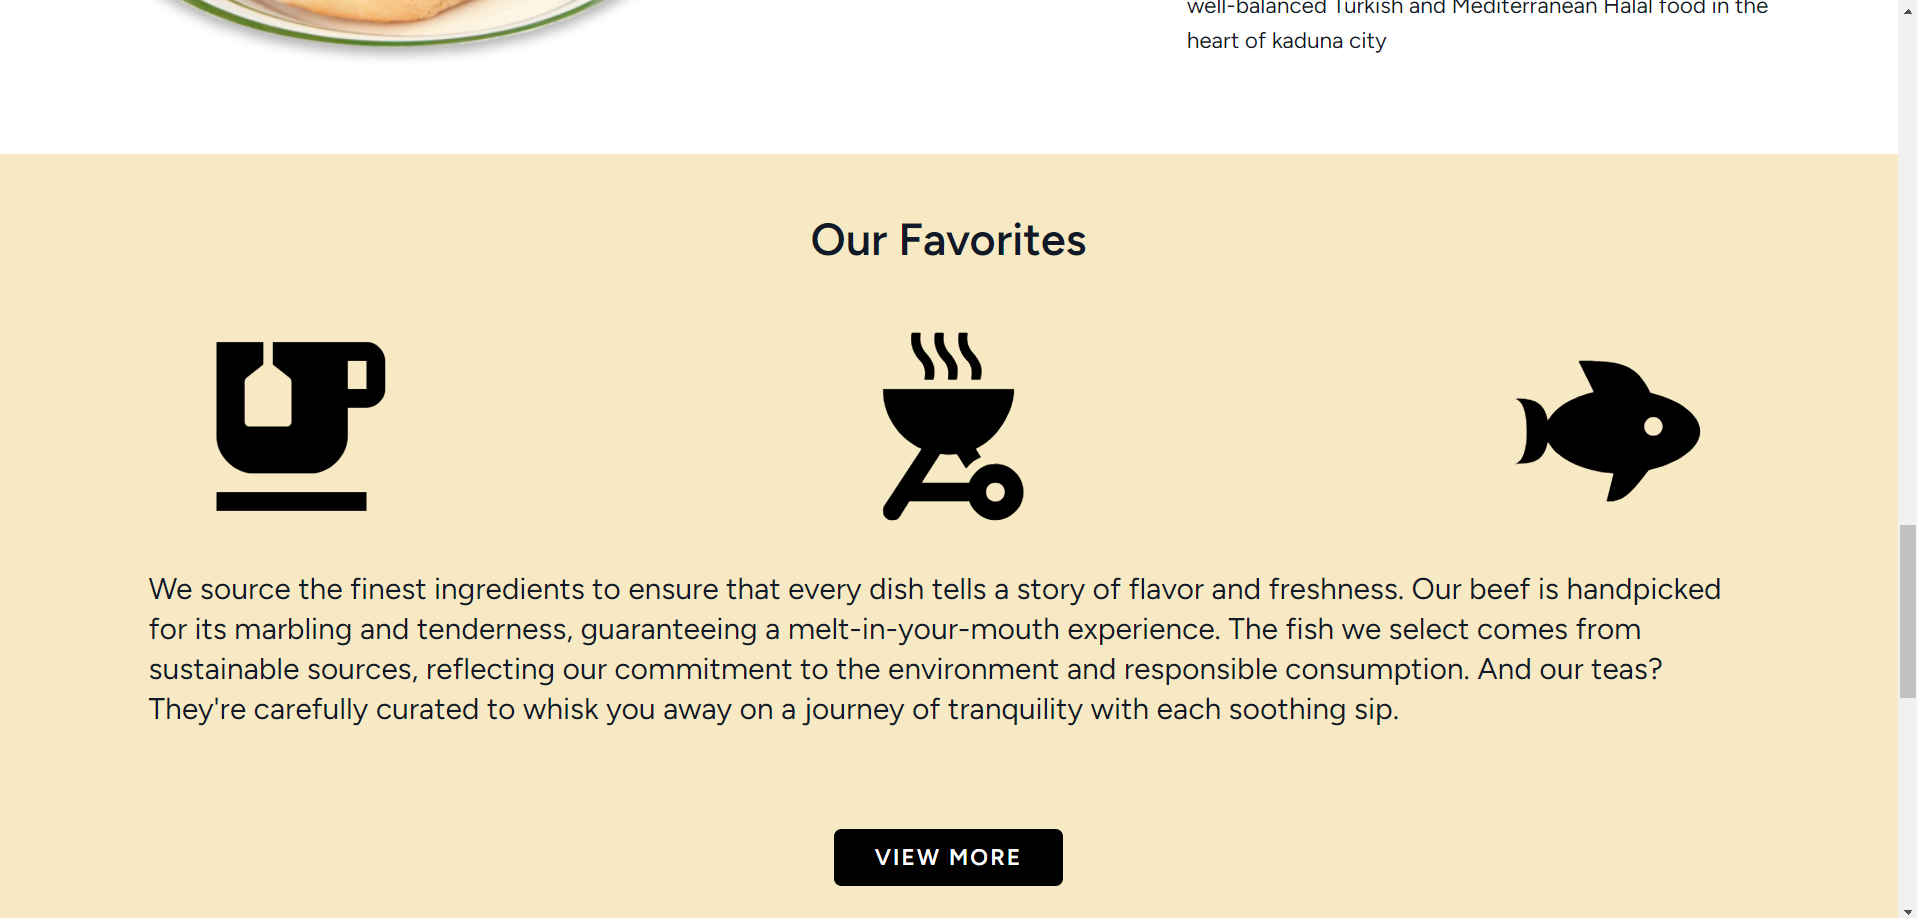 well-balanced Turkish and Mediterranean Halal food in the
heart of kaduna city
Our Favorites
We source the finest ingredients to ensure that every dish tells a story of flavor and freshness. Our beef is handpicked
for its marbling and tenderness, guaranteeing a melt-in-your-mouth experience. The fish we select comes from
sustainable sources, reflecting our commitment to the environment and responsible consumption. And our teas?
They're carefully curated to whisk you away on a journey of tranquility with each soothing sip.
VIEW MORE